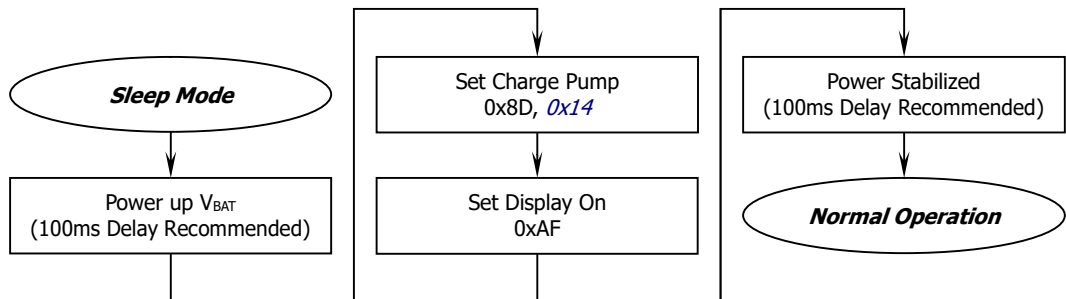 Sleep Mode
Power up VBAT
(100ms Delay Recommended)
Set Charge Pump
0x8D, 0x14
Set Display On
0xAF
Power Stabilized
(100ms Delay Recommended)
Normal Operation